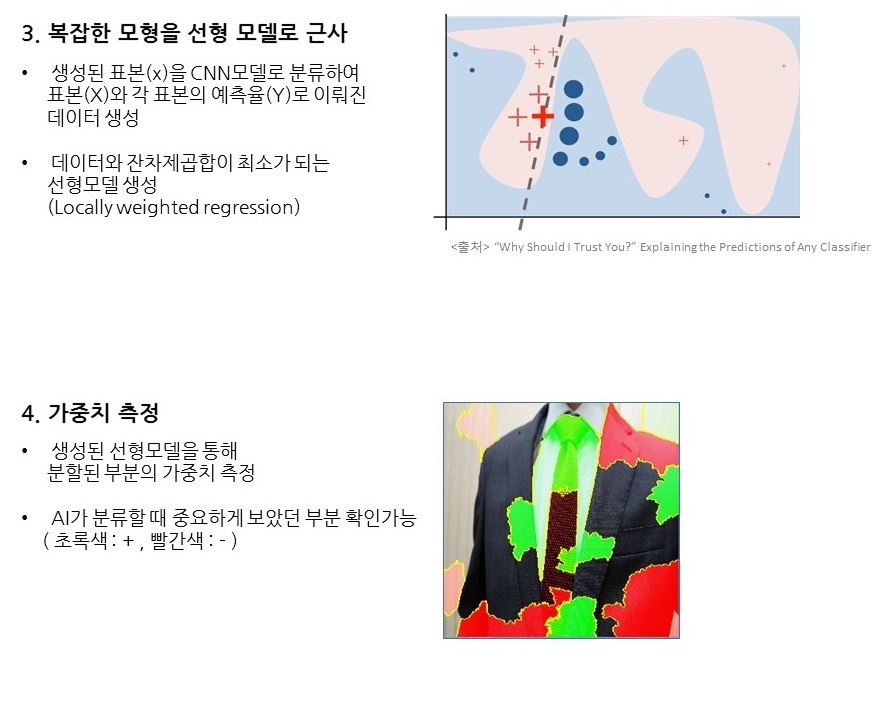 3. 복잡한 모형을 선형 모델로 근사
• 생성된 표본(x)을 CNN모델로 분류하여
표본(X)와 각 표본의 예측율(Y)로 이뤄진
데이터 생성
• 데이터와 잔차제곱합이 최소가 되는
선형모델 생성
(Locally weighted regression)
<출처> “Why Should I Trust You?” Explaining the Predictions of Any Classifier
4. 가중치 측정
• 생성된 선형모델을 통해
분할된 부분의 가중치 측정
• AI가 분류할 때 중요하게 보았던 부분 확인가능
( 초록색 : + , 빨간색 : - )